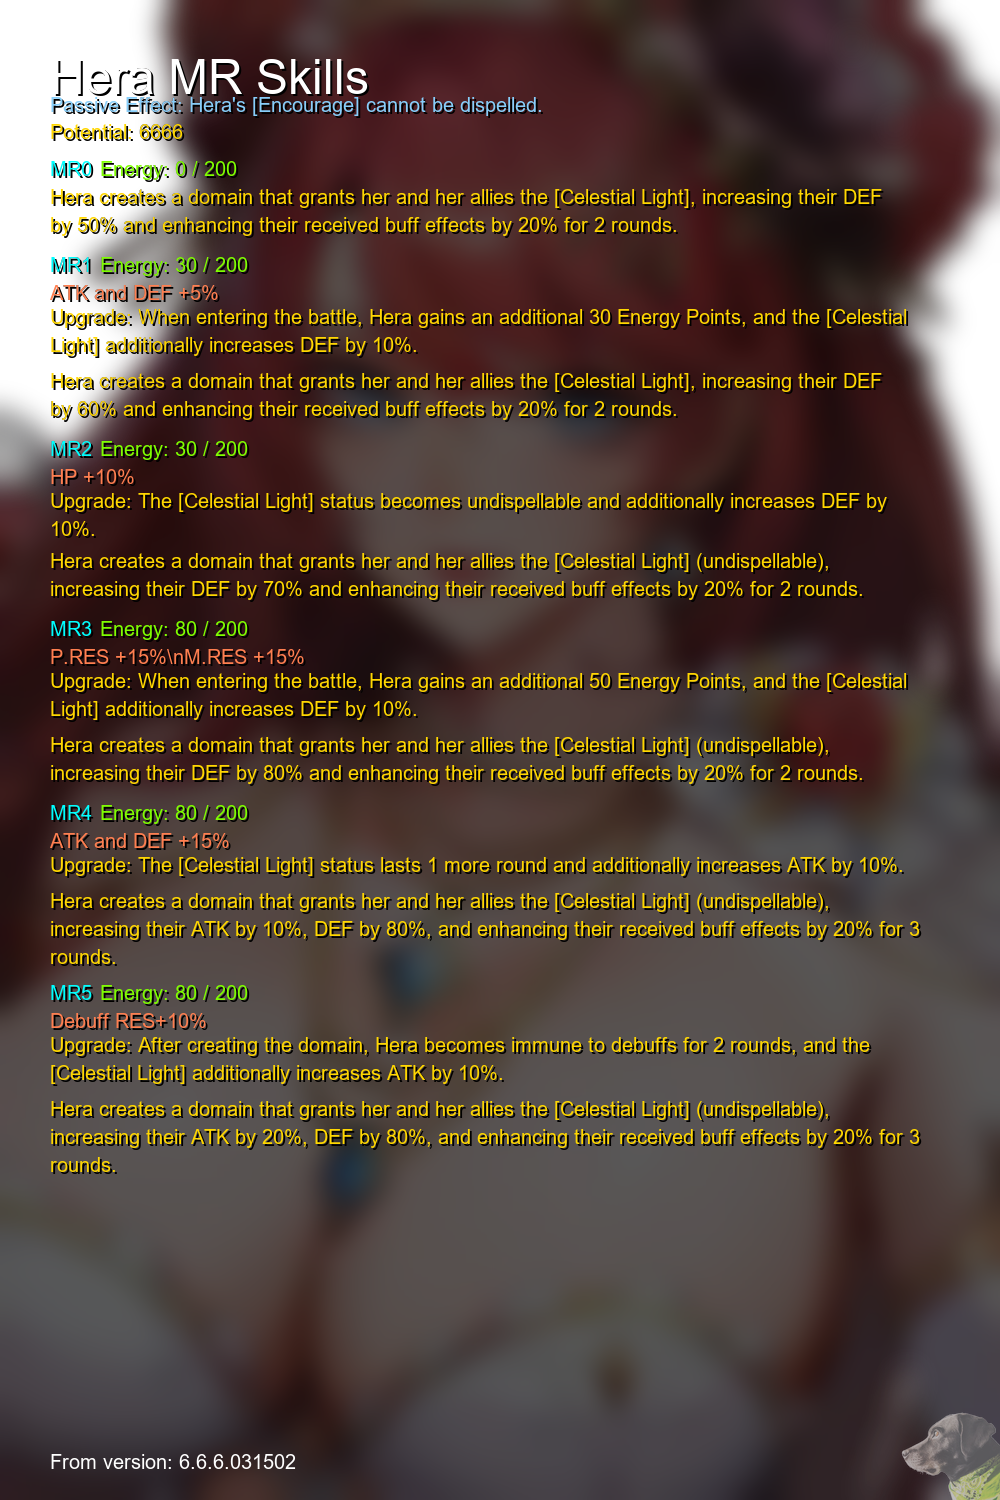 Hera MR Skills
Passive Effect: Hera's [Encourage] cannot be dispelled.
Potential: 6666
MR0 Energy: 0 / 200
Hera creates a domain that grants her and her allies the [Celestial Light], increasing their DEF
by 50% and enhancing their received buff effects by 20% for 2 rounds.
MR1 Energy: 30 / 200
ATK and DEF +5%
Upgrade: When entering the battle, Hera gains an additional 30 Energy Points, and the [Celestial
Light] additionally increases DEF by 10%.
Hera creates a domain that grants her and her allies the [Celestial Light], increasing their DEF
by 60% and enhancing their received buff effects by 20% for 2 rounds.
MR2 Energy: 30 / 200
HP +10%
Upgrade: The [Celestial Light] status becomes undispellable and additionally increases DEF by
10%.
Hera creates a domain that grants her and her allies the [Celestial Light] (undispellable),
increasing their DEF by 70% and enhancing their received buff effects by 20% for 2 rounds.
MR3 Energy: 80 / 200
P.RES +15%\nM.RES +15%
Upgrade: When entering the battle, Hera gains an additional 50 Energy Points, and the [Celestial
Light] additionally increases DEF by 10%.
Hera creates a domain that grants her and her allies the [Celestial Light] (undispellable),
increasing their DEF by 80% and enhancing their received buff effects by 20% for 2 rounds.
MR4 Energy: 80 / 200
ATK and DEF +15%
Upgrade: The [Celestial Light] status lasts 1 more round and additionally increases ATK by 10%.
Hera creates a domain that grants her and her allies the [Celestial Light] (undispellable),
increasing their ATK by 10%, DEF by 80%, and enhancing their received buff effects by 20% for 3
rounds.
MR5 Energy: 80 / 200
Debuff RES+10%
Upgrade: After creating the domain, Hera becomes immune to debuffs for 2 rounds, and the
[Celestial Light] additionally increases ATK by 10%.
Hera creates a domain that grants her and her allies the [Celestial Light] (undispellable),
increasing their ATK by 20%, DEF by 80%, and enhancing their received buff effects by 20% for 3
rounds.
From version: 6.6.6.031502